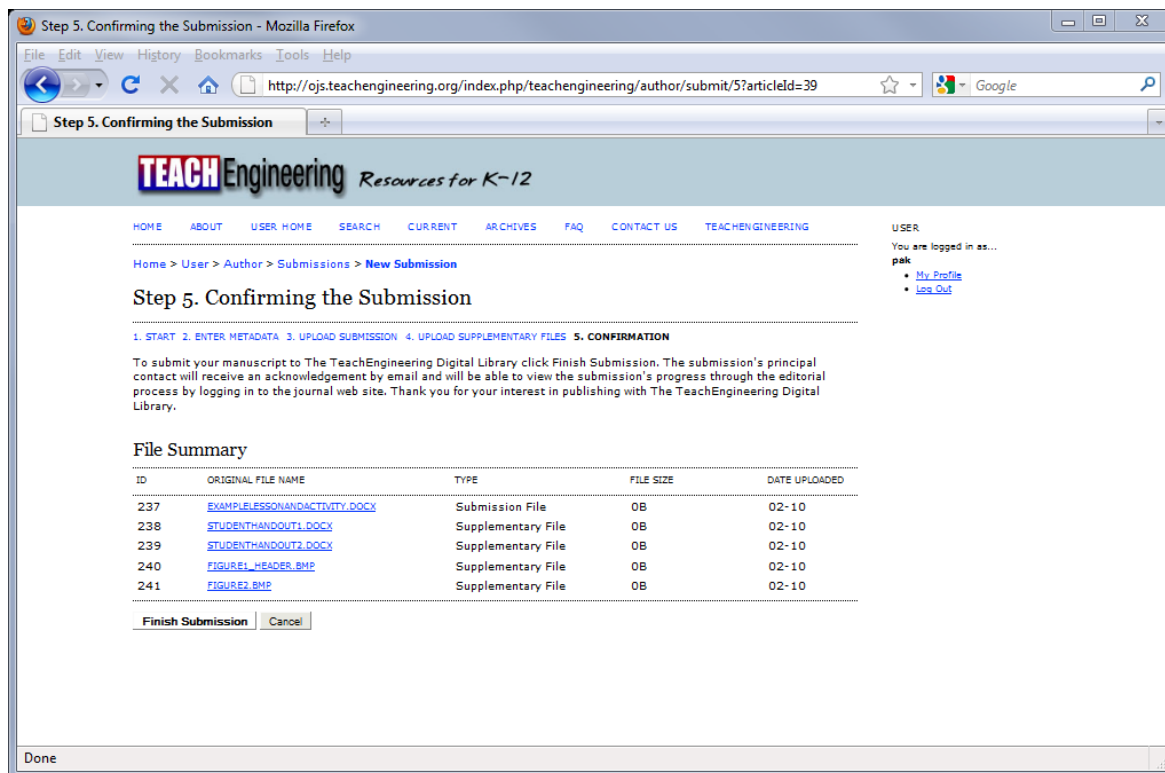 Step 5. Confirming the Submission - Mozilla Firefox
File Edit View History Bookmarks Tools Help
http://ojs.teachengineering.org/index.php/teachengineering/author/submit/5?articleId=39
Google
Step 5. Confirming the Submission
TEACHEngineering Resources for K-12
HOME ABOUT USER HOME SEARCH CURRENT ARCHIVES FAQ CONTACT US TEACHENGINEERING
USER
You are logged in as...
pak
My Profile
Log Out
Home > User > Author > Submissions > New Submission
Step 5. Confirming the Submission
1. START 2. ENTER METADATA 3. UPLOAD SUBMISSION 4. UPLOAD SUPPLEMENTARY FILES 5. CONFIRMATION
To submit your manuscript to The TeachEngineering Digital Library click Finish Submission. The submission's principal
contact will receive an acknowledgement by email and will be able to view the submission's progress through the editorial
process by logging in to the journal web site. Thank you for your interest in publishing with The TeachEngineering Digital
Library.
File Summary
ID ORIGINAL FILE NAME TYPE FILE SIZE DATE UPLOADED
237 EXAMPLELESSONANDACTIVITY.DOCX Submission File 0B 02-10
238 STUDENTHANDOUT1.DOCX Supplementary File 0B 02-10
239 STUDENTHANDOUT2.DOCX Supplementary File 0B 02-10
240 FIGURE1_HEADER.BMP Supplementary File 0B 02-10
241 FIGURE2.BMP Supplementary File 0B 02-10
Finish Submission Cancel
Done